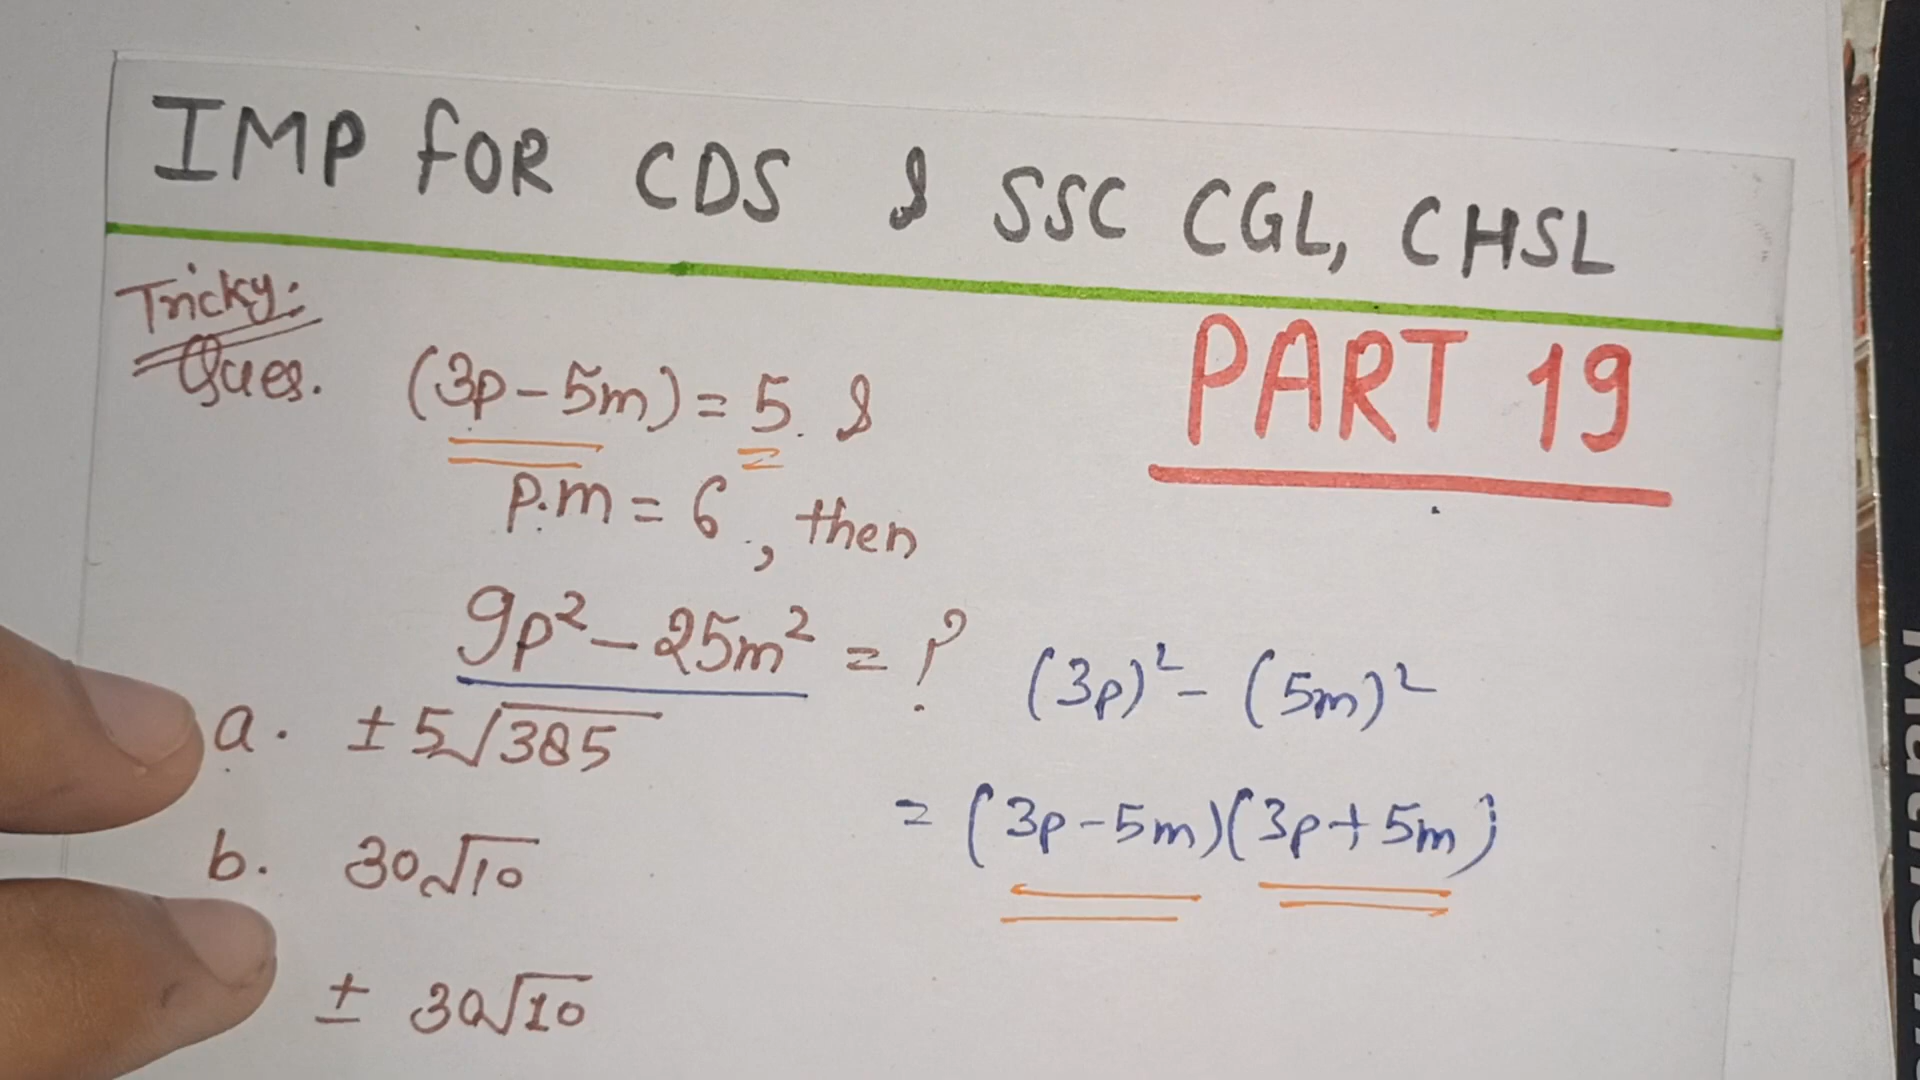 IMP FOR CDS & SSC CGL, CHSL
PART 19
Tricky:
Ques. (3p-5m) = 5. &
p.m = 6, then
9p² - 25m² = ?
(3p)² - (5m)²
= (3p-5m)(3p+5m)
a. ±5√385
b. 30√10
± 30√10